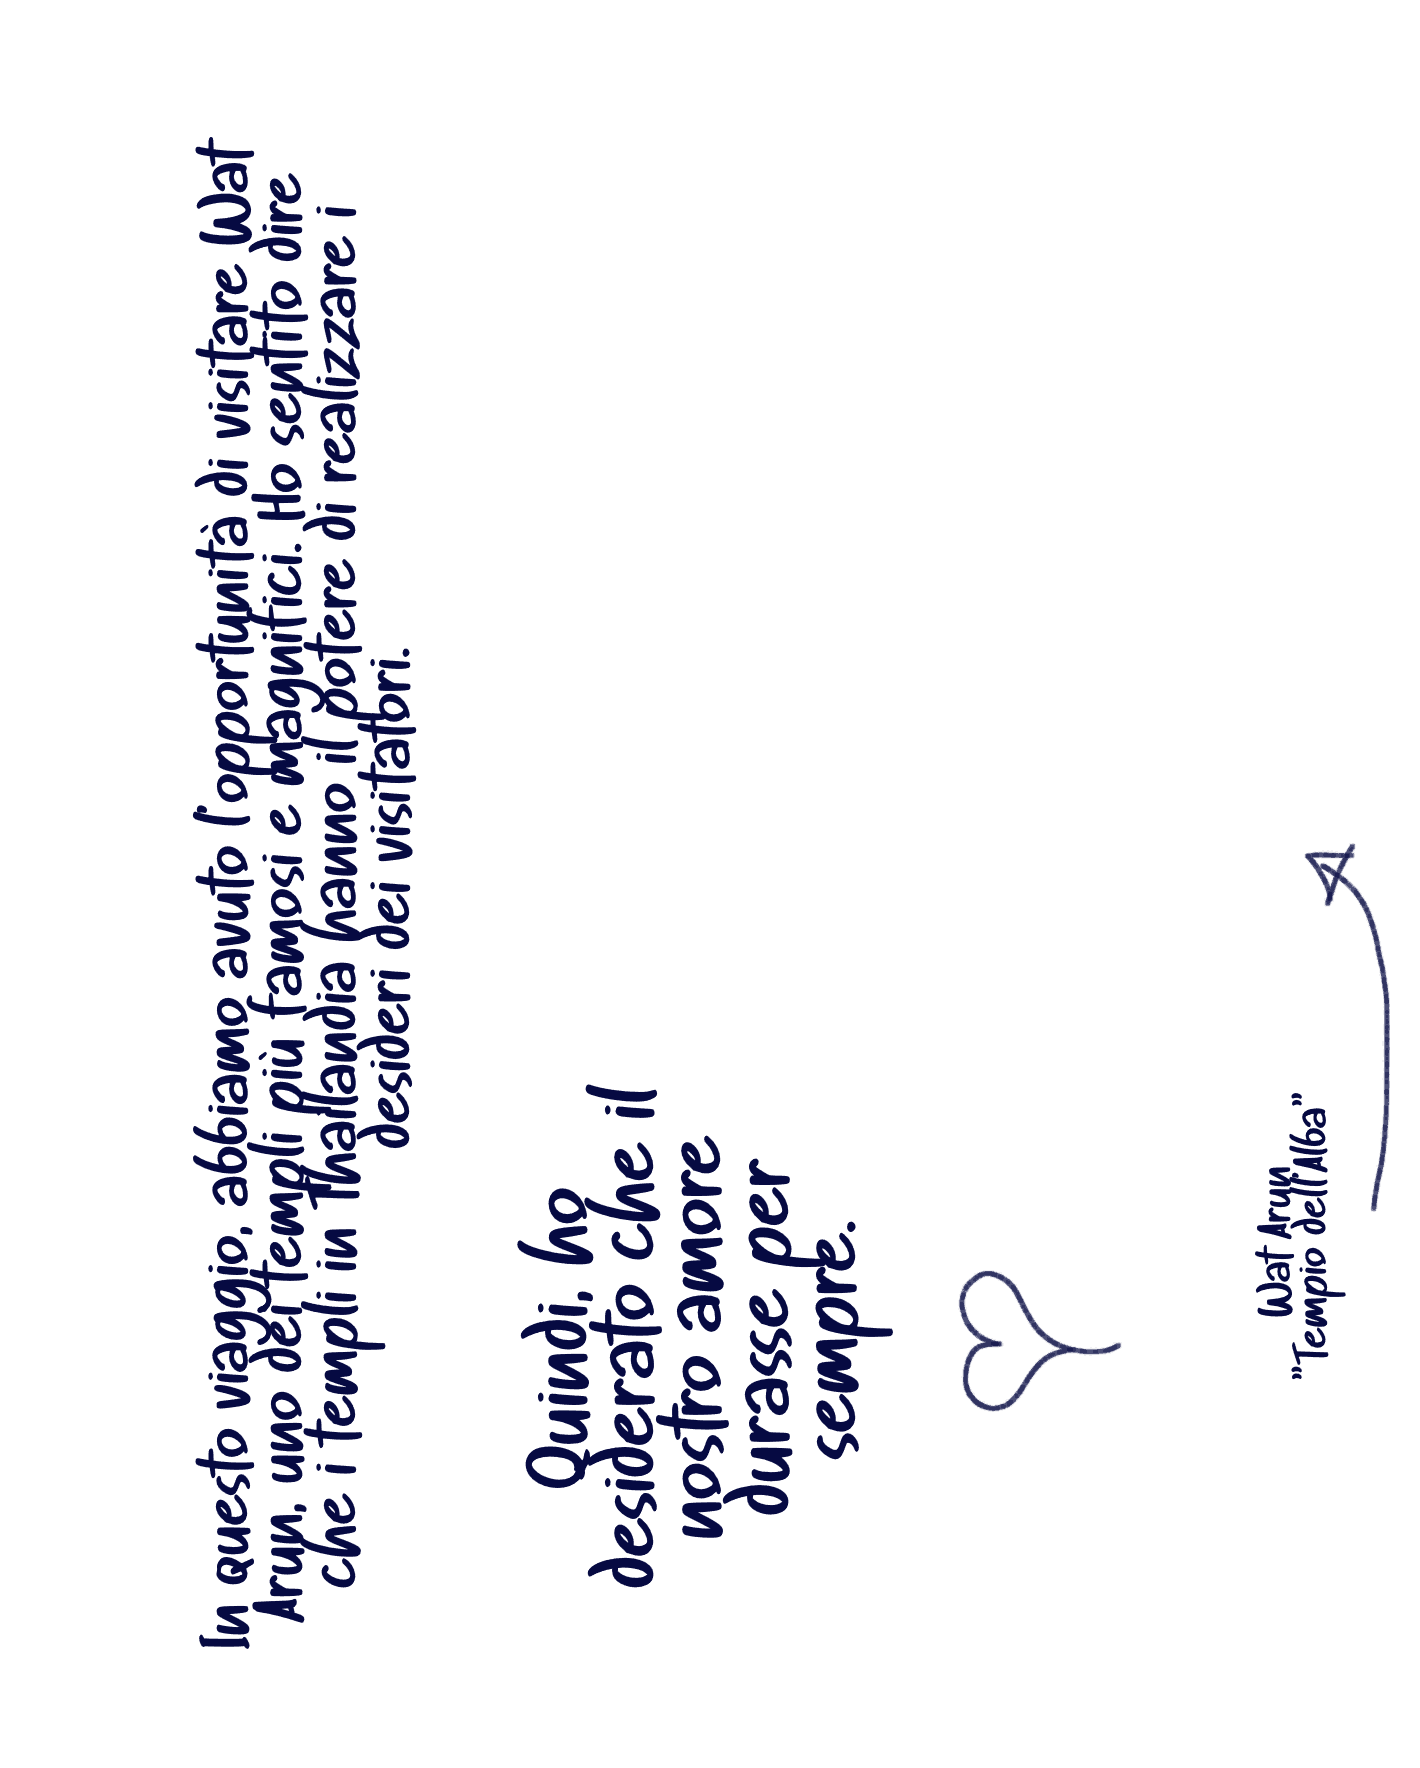 In questo viaggio, abbiamo avuto l'opportunità di visitare Wat
Arun, uno dei templi più famosi e magnifici. Ho sentito dire
che i templi in Thailandia hanno il potere di realizzare i
desideri dei visitatori.
Quindi, ho
desiderato che il
nostro amore
durasse per
sempre.
Wat Arun
"Tempio dell'Alba"